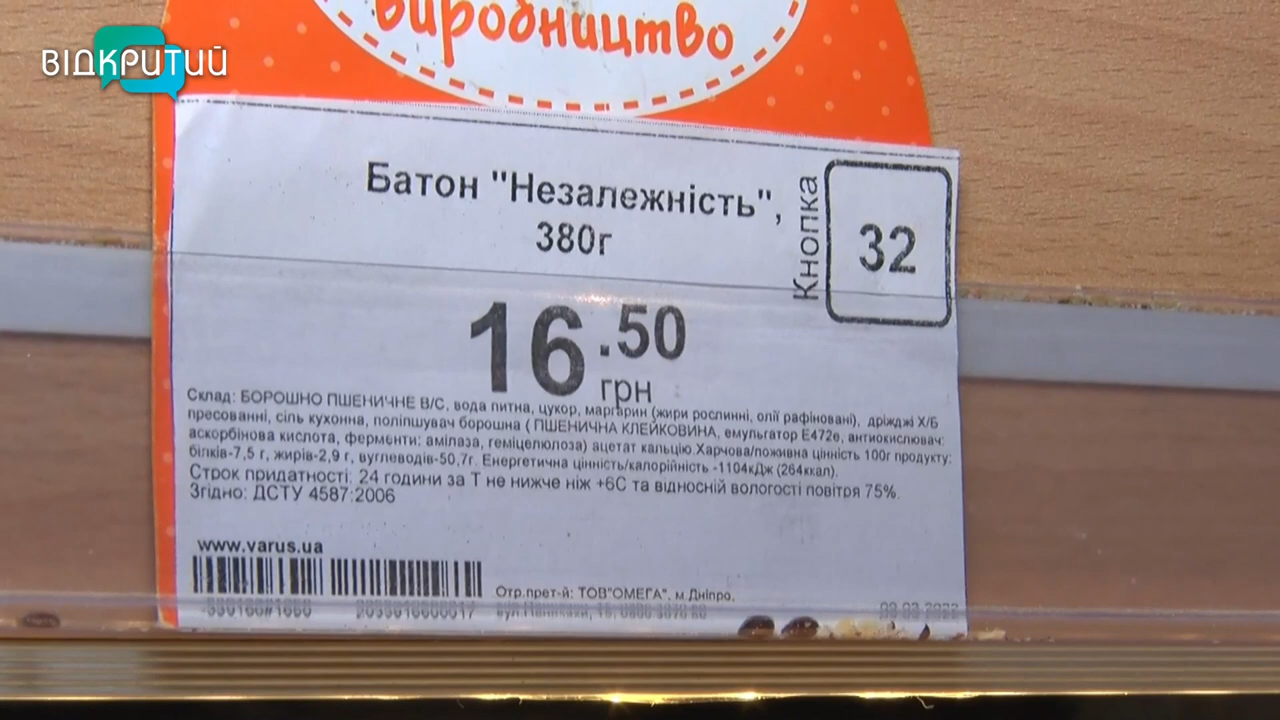 ВІДКРИТИЙ
виробництво
Батон "Незалежність",
380г
Кнопка
32
16.50
грн
Склад: БОРОШНО ПШЕНИЧНЕ В/С, вода питна, цукор, маргарин (жири рослинні, олії рафіновані), дріжджі Х/Б
пресованні, сіль кухонна, поліпшувач борошна ( ПШЕНИЧНА КЛЕЙКОВИНА, емульгатор Е472е, антиокислювач:
аскорбінова кислота, ферменти: амілаза, геміцелюлоза) ацетат кальцію.Харчова/поживна цінність 100г продукту:
білків-7,5 г, жирів-2,9 г, вуглеводів-50,7г. Енергетична цінність/калорійність -1104кДж (264ккал).
Строк придатності: 24 години за Т не нижче ніж +6С та відносній вологості повітря 75%.
Згідно: ДСТУ 4587:2006
www.varus.ua
Отр.прет-й: ТОВ"ОМЕГА", м.Дніпро,